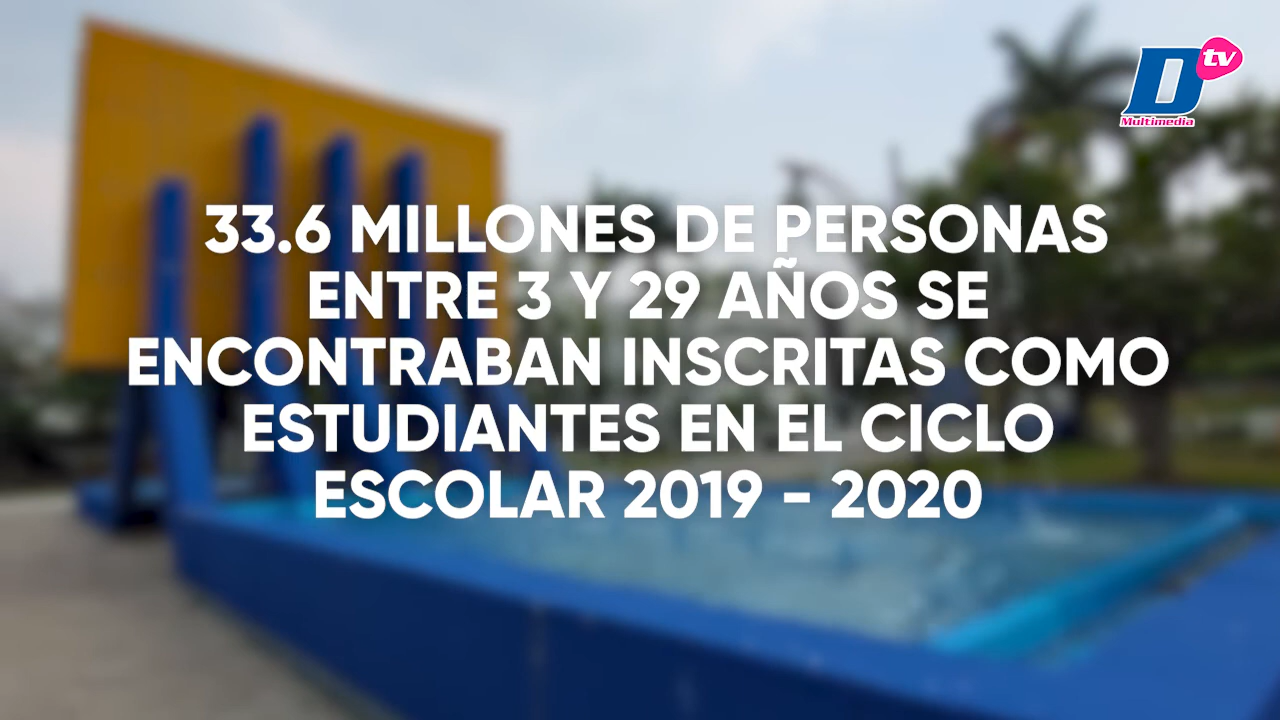 D tv
Multimedia
33.6 MILLONES DE PERSONAS
ENTRE 3 Y 29 AÑOS SE
ENCONTRABAN INSCRITAS COMO
ESTUDIANTES EN EL CICLO
ESCOLAR 2019 - 2020